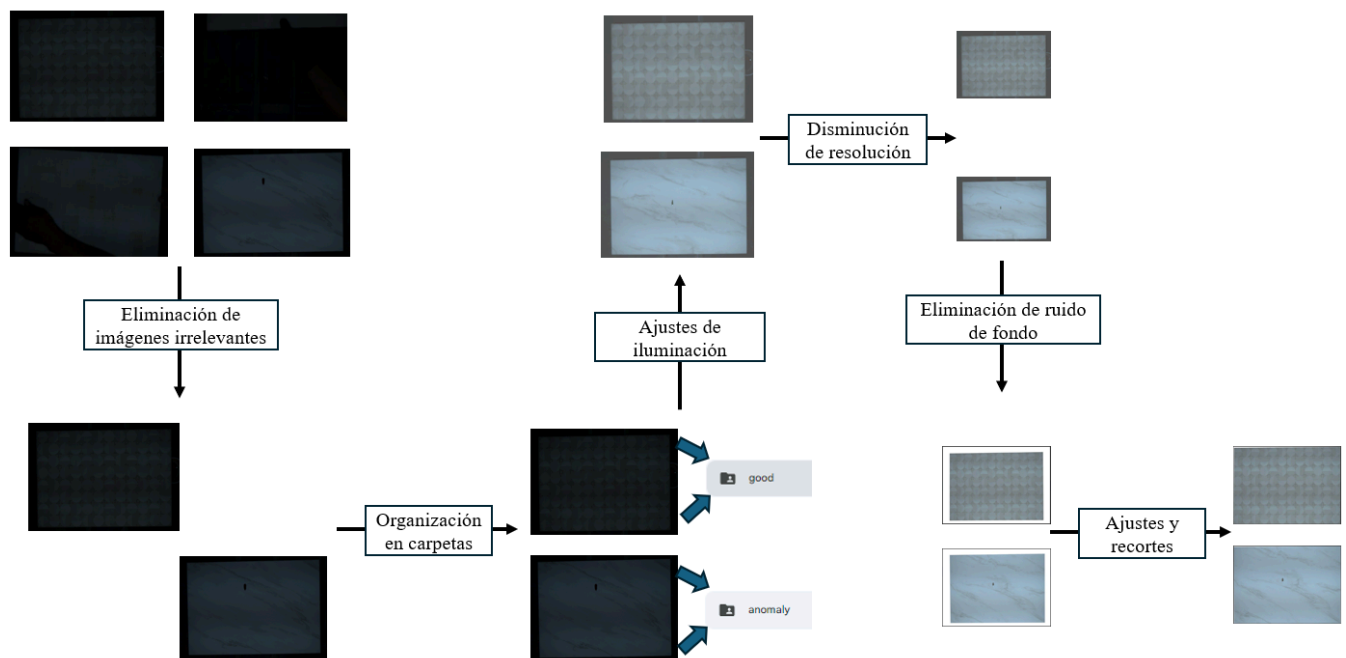 Eliminación de
imágenes irrelevantes
Organización
en carpetas
good
anomaly
Ajustes de
iluminación
Disminución
de resolución
Eliminación de ruido
de fondo
Ajustes y
recortes